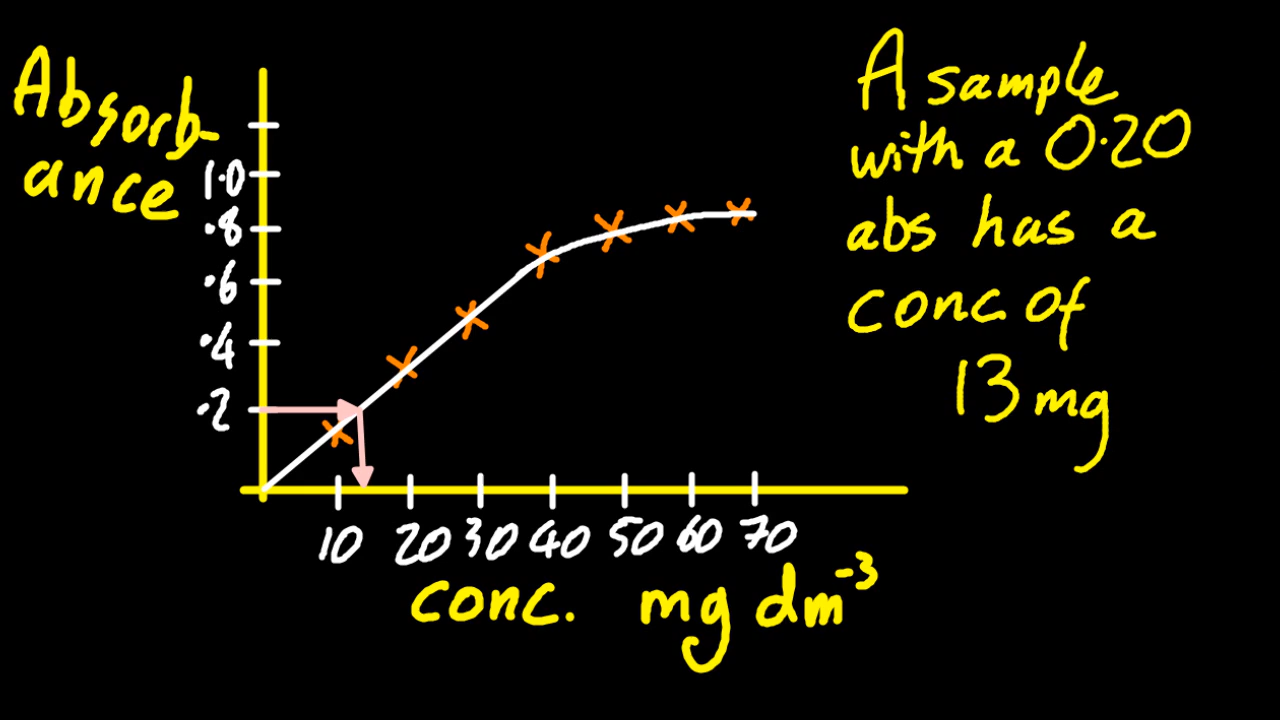 Absorb-
ance
1.0
.8
.6
.4
.2
10 20 30 40 50 60 70
conc. mg dm⁻³
A sample
with a 0.20
abs has a
conc. of
13 mg